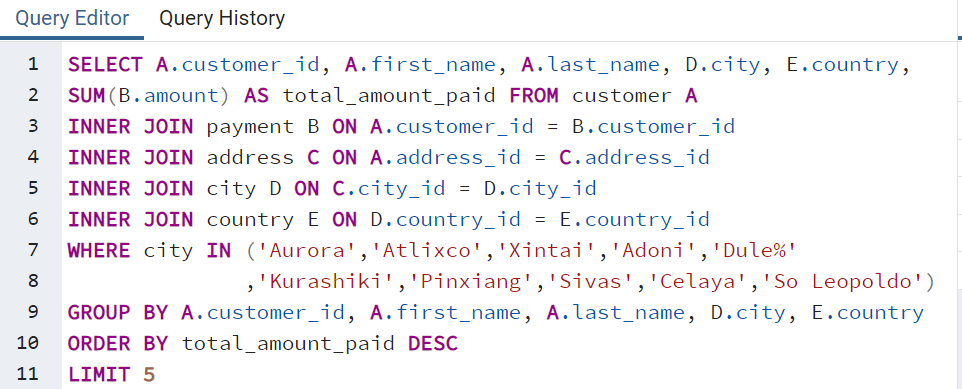 Query Editor Query History
1 SELECT A.customer_id, A.first_name, A.last_name, D.city, E.country,
2 SUM(B.amount) AS total_amount_paid FROM customer A
3 INNER JOIN payment B ON A.customer_id = B.customer_id
4 INNER JOIN address C ON A.address_id = C.address_id
5 INNER JOIN city D ON C.city_id = D.city_id
6 INNER JOIN country E ON D.country_id = E.country_id
7 WHERE city IN ('Aurora','Atlixco','Xintai','Adoni','Dule%'
8 ,'Kurashiki','Pinxiang','Sivas','Celaya','So Leopoldo')
9 GROUP BY A.customer_id, A.first_name, A.last_name, D.city, E.country
10 ORDER BY total_amount_paid DESC
11 LIMIT 5